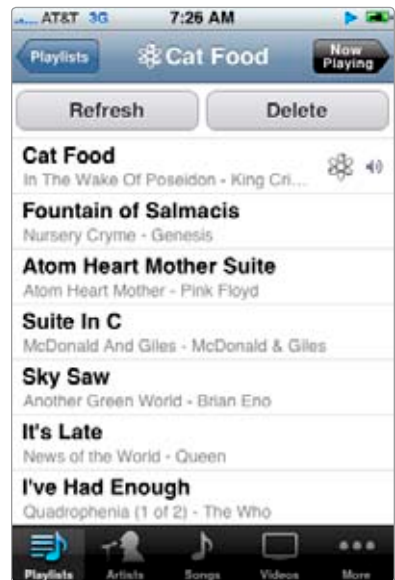 AT&T 3G 7:26 AM
Playlists Cat Food Now Playing
Refresh Delete
Cat Food
In The Wake Of Poseidon - King Cri...
Fountain of Salmacis
Nursery Cryme - Genesis
Atom Heart Mother Suite
Atom Heart Mother - Pink Floyd
Suite In C
McDonald And Giles - McDonald & Giles
Sky Saw
Another Green World - Brian Eno
It's Late
News of the World - Queen
I've Had Enough
Quadrophenia (1 of 2) - The Who
Playlists Artists Songs Videos More